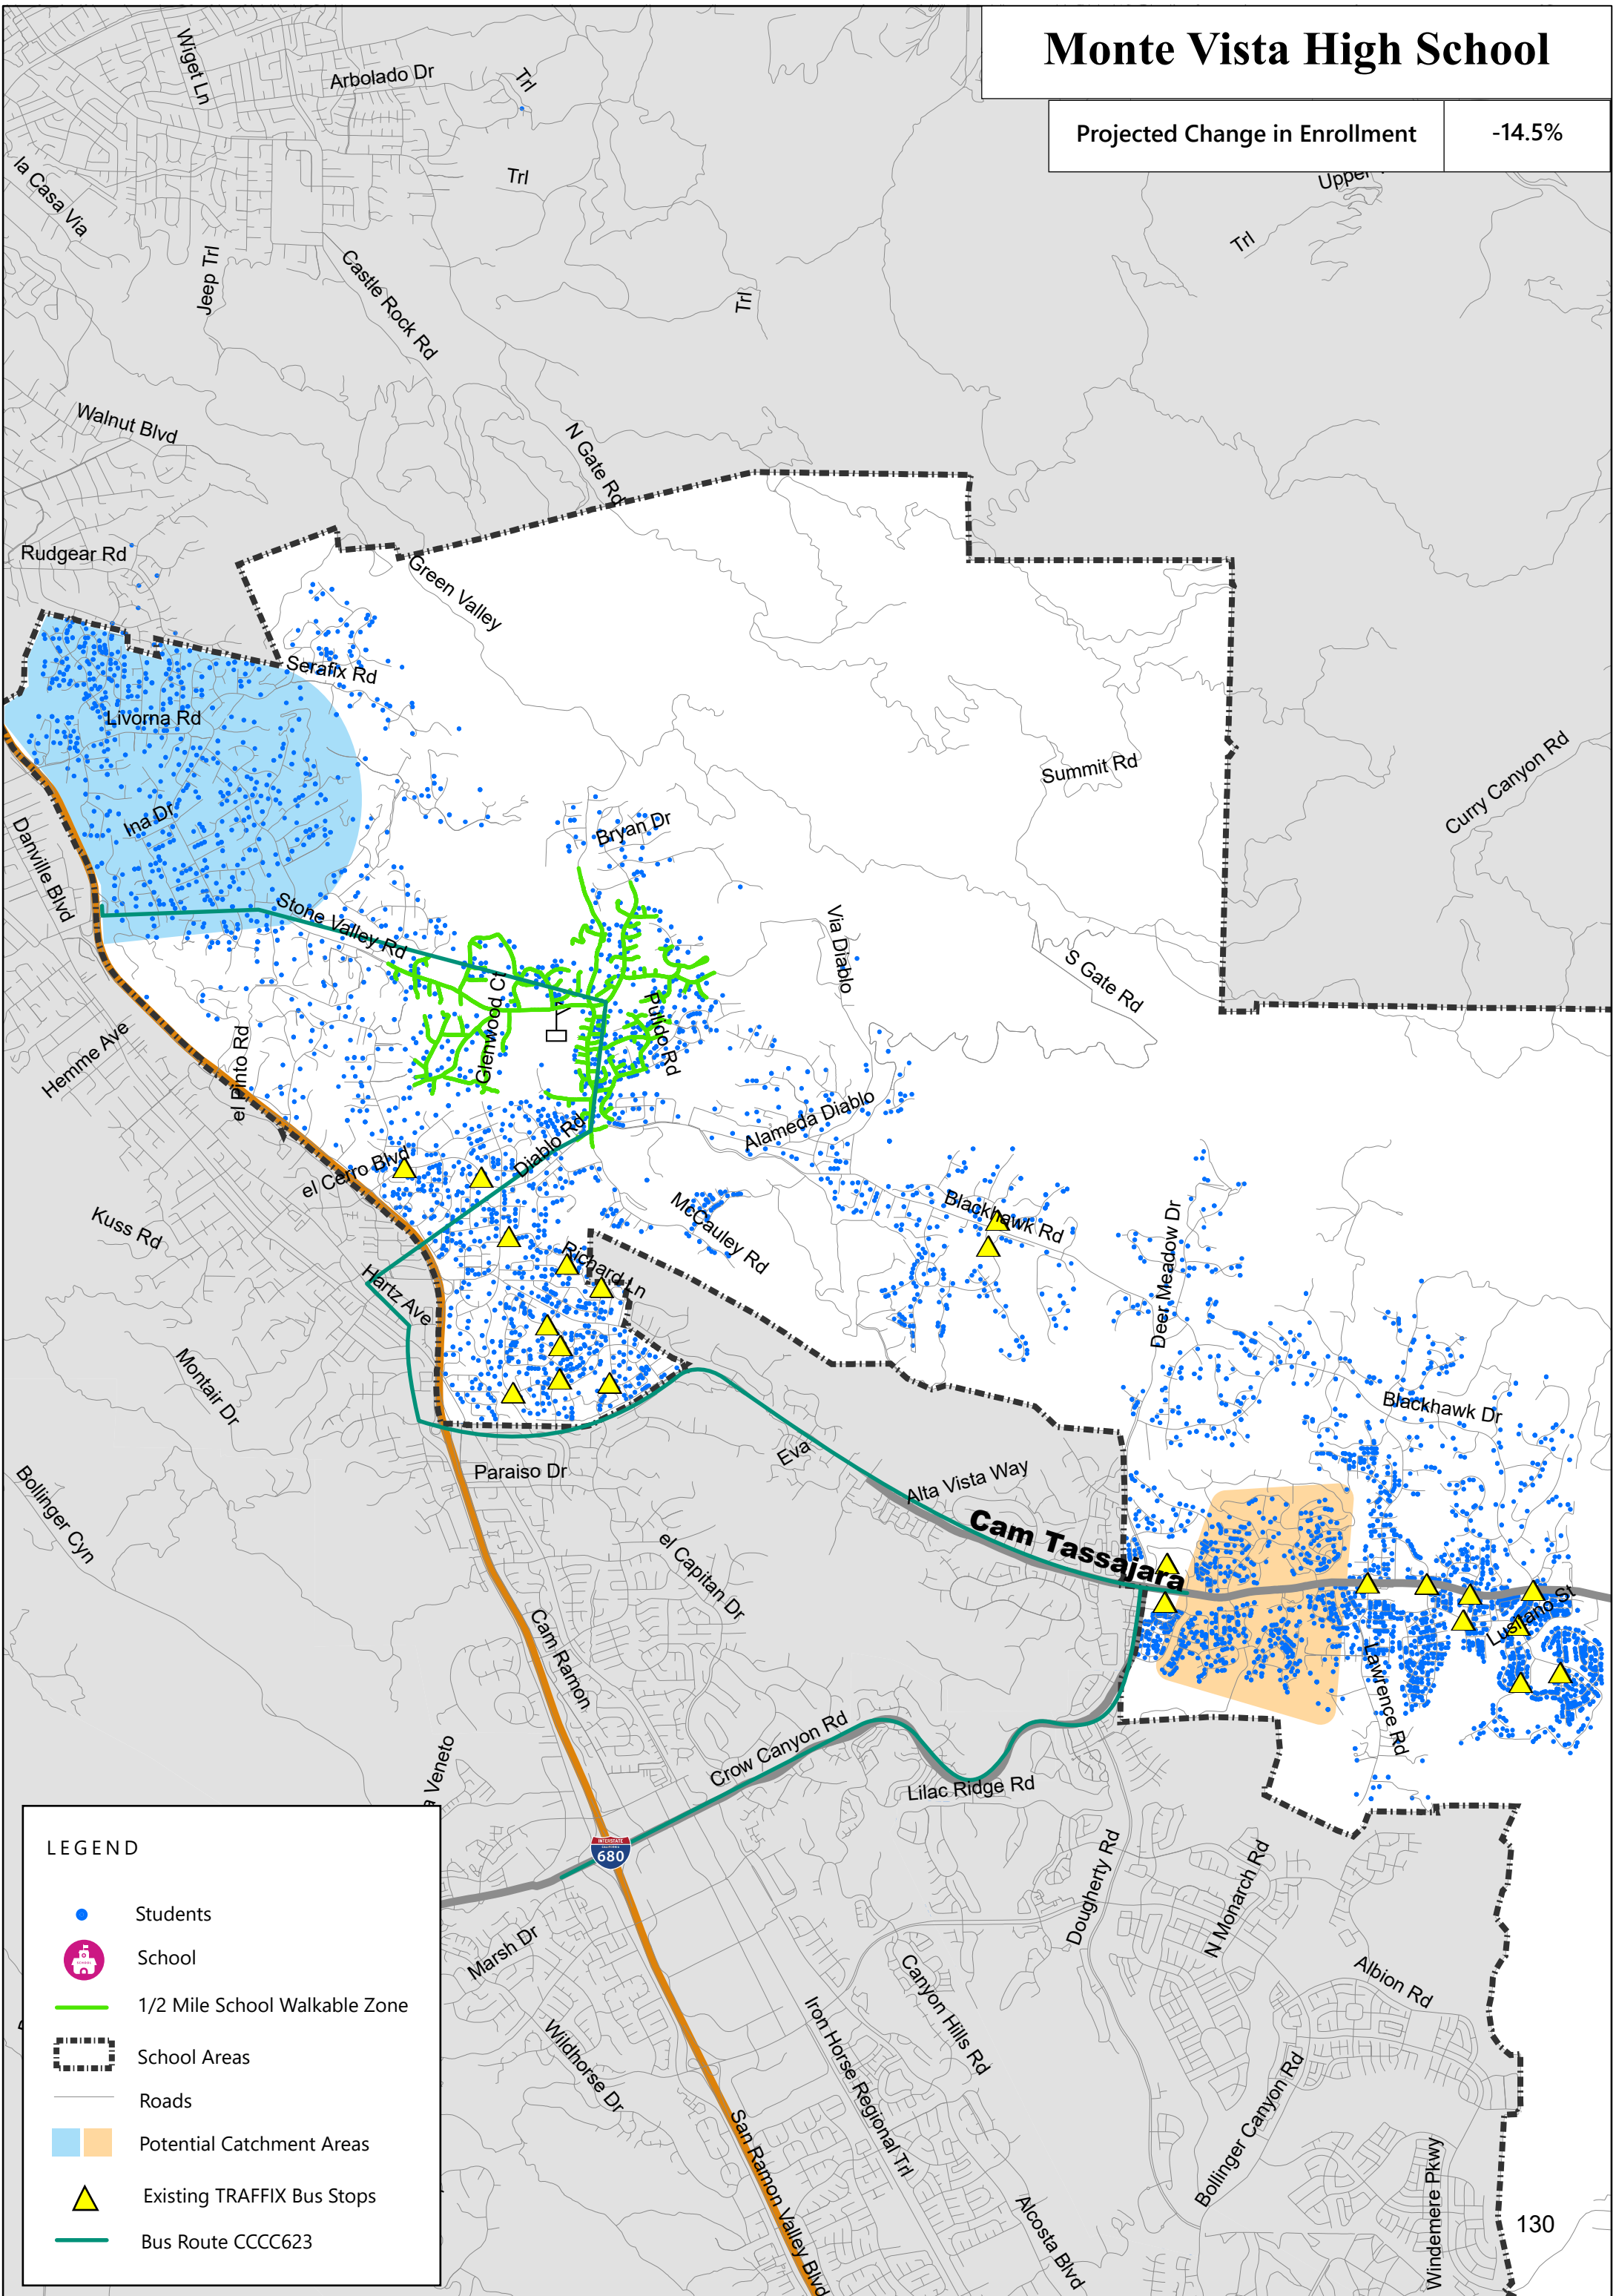 Monte Vista High School
Projected Change in Enrollment -14.5%
Wiget Ln
Arbolado Dr
Trl
la Casa Via
Trl
Upper
Trl
Jeep Trl
Castle Rock Rd
Trl
Walnut Blvd
N Gate Rd
Rudgear Rd
Green Valley
Serafix Rd
Livorna Rd
Summit Rd
Curry Canyon Rd
Ina Dr
Bryan Dr
Danville Blvd
Stone Valley Rd
Via Diablo
S Gate Rd
Glenwood Ct
Pulido Rd
Hemme Ave
el Pinto Rd
Alameda Diablo
Diablo Rd
el Cerro Blvd
Kuss Rd
McCauley Rd
Blackhawk Rd
Deer Meadow Dr
Richard Ln
Hartz Ave
Montair Dr
Blackhawk Dr
Eva
Paraiso Dr
Alta Vista Way
Bollinger Cyn
Cam Tassajara
el Capitan Dr
Lusitano St
Cam Ramon
Lawrence Rd
Crow Canyon Rd
Lilac Ridge Rd
a Veneto
INTERSTATE
CALIFORNIA
680
Dougherty Rd
N Monarch Rd
Marsh Dr
Canyon Hills Rd
Albion Rd
Iron Horse Regional Trl
Wildhorse Dr
Bollinger Canyon Rd
San Ramon Valley Blvd
Alcosta Blvd
Windemere Pkwy
130
LEGEND
Students
SCHOOL
School
1/2 Mile School Walkable Zone
School Areas
Roads
Potential Catchment Areas
Existing TRAFFIX Bus Stops
Bus Route CCCC623